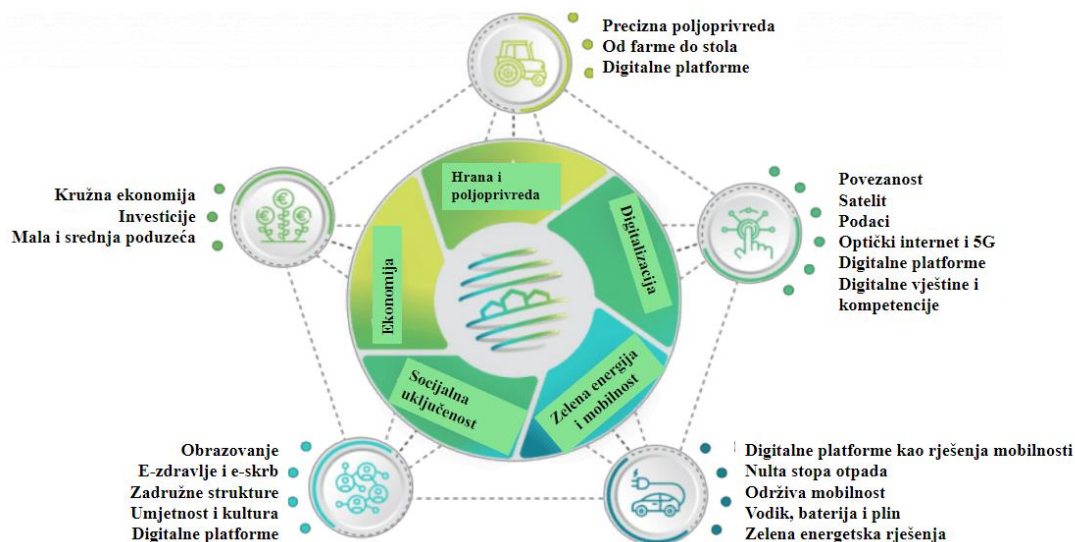 Precizna poljoprivreda
Od farme do stola
Digitalne platforme
Kružna ekonomija
Investicije
Mala i srednja poduzeća
Hrana i
poljoprivreda
Digitalizacija
Ekonomija
Socijalna
uključenost
Zelena energija
i mobilnost
Povezanost
Satelit
Podaci
Optički internet i 5G
Digitalne platforme
Digitalne vještine i
kompetencije
Obrazovanje
E-zdravlje i e-skrb
Zadružne strukture
Umjetnost i kultura
Digitalne platforme
Digitalne platforme kao rješenja mobilnosti
Nulta stopa otpada
Održiva mobilnost
Vodik, baterija i plin
Zelena energetska rješenja